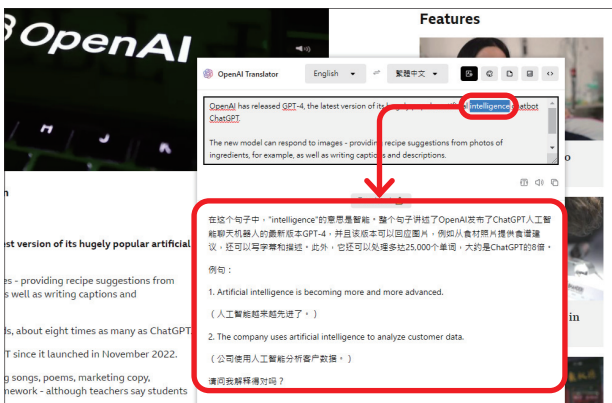 OpenAI
Features
OpenAI Translator
English
繁體中文
OpenAI has released GPT-4, the latest version of its hugely popular artificial intelligence chatbot
ChatGPT.
The new model can respond to images - providing recipe suggestions from photos of
ingredients, for example, as well as writing captions and descriptions.
在这个句子中，"intelligence"的意思是智能。整个句子讲述了OpenAI发布了ChatGPT人工智
能聊天机器人的最新版本GPT-4，并且该版本可以回应图片，例如从食材照片提供食谱建
议，还可以写字幕和描述。此外，它还可以处理多达25,000个单词，大约是ChatGPT的8倍。
例句：
1. Artificial intelligence is becoming more and more advanced.
（人工智能越来越先进了。）
2. The company uses artificial intelligence to analyze customer data.
（公司使用人工智能分析客户数据。）
请问我解释得对吗？
n
est version of its hugely popular artificial
es - providing recipe suggestions from
s well as writing captions and
ds, about eight times as many as ChatGPT.
T since it launched in November 2022.
g songs, poems, marketing copy,
mework - although teachers say students
o
in